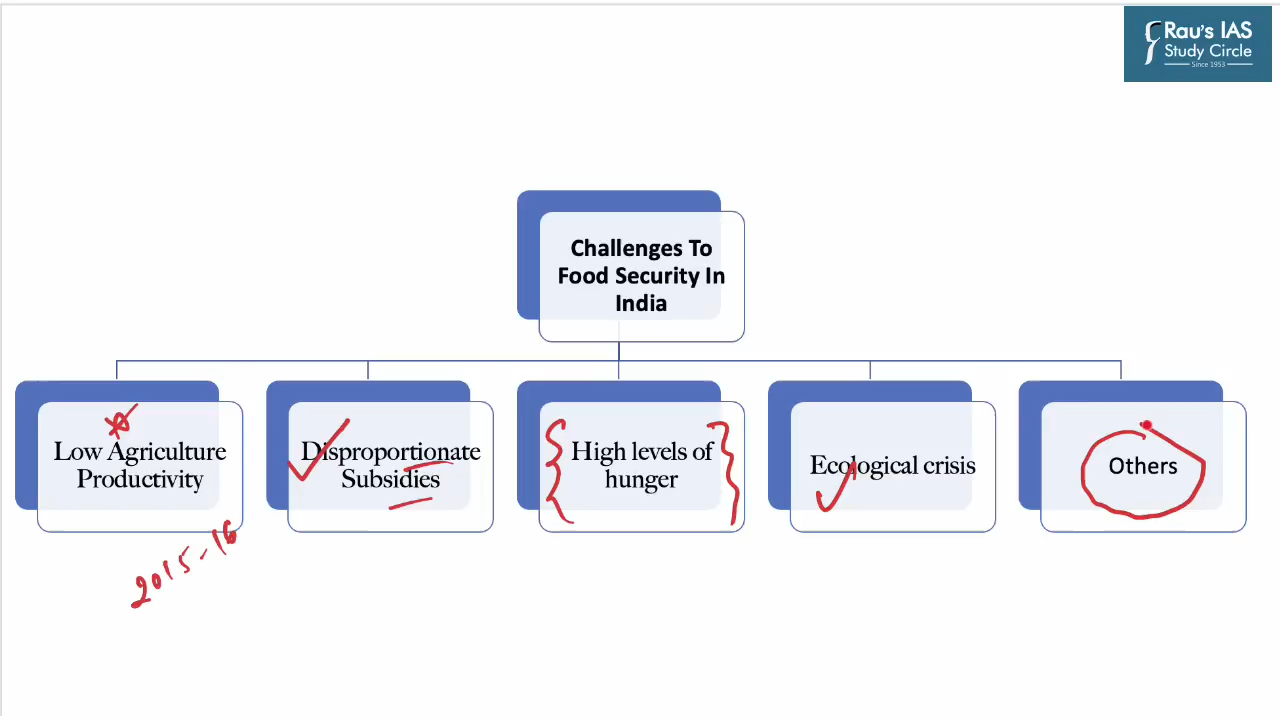 Rau's IAS
Study Circle
Since 1953
Challenges To
Food Security In
India
Low Agriculture
Productivity
Disproportionate
Subsidies
High levels of
hunger
Ecological crisis
Others
2015-16